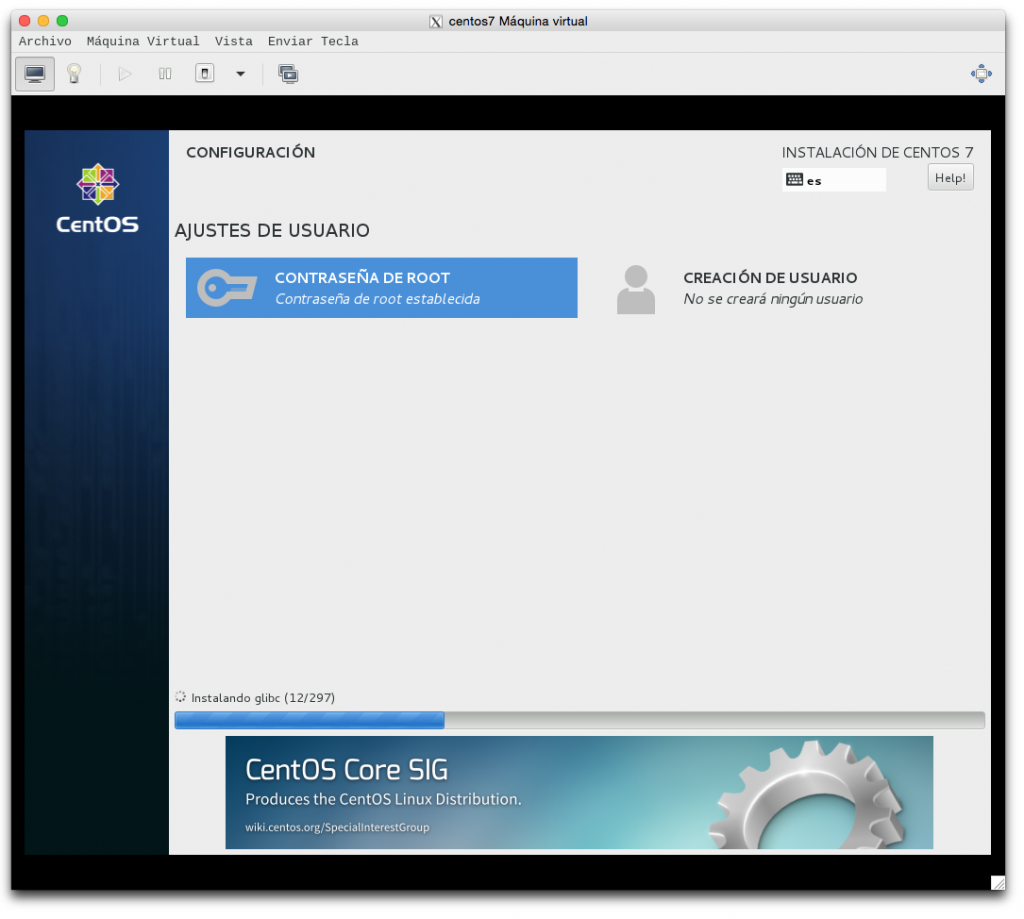 centos7 Máquina virtual
Archivo Máquina Virtual Vista Enviar Tecla
CentOS
CONFIGURACIÓN
INSTALACIÓN DE CENTOS 7
es
Help!
AJUSTES DE USUARIO
CONTRASEÑA DE ROOT
Contraseña de root establecida
CREACIÓN DE USUARIO
No se creará ningún usuario
Instalando glibc (12/297)
CentOS Core SIG
Produces the CentOS Linux Distribution.
wiki.centos.org/SpecialInterestGroup